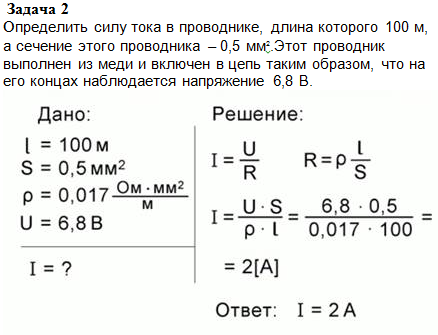 Задача 2
Определить силу тока в проводнике, длина которого 100 м,
а сечение этого проводника – 0,5 мм².Этот проводник
выполнен из меди и включен в цепь таким образом, что на
его концах наблюдается напряжение 6,8 В.
Дано:
l = 100 м
S = 0,5 мм²
ρ = 0,017 Ом · мм² / м
U = 6,8 В
I = ?
Решение:
I = U / R R = ρ l / S
I = U · S / ρ · l = 6,8 · 0,5 / 0,017 · 100 =
= 2[А]
Ответ: I = 2 А